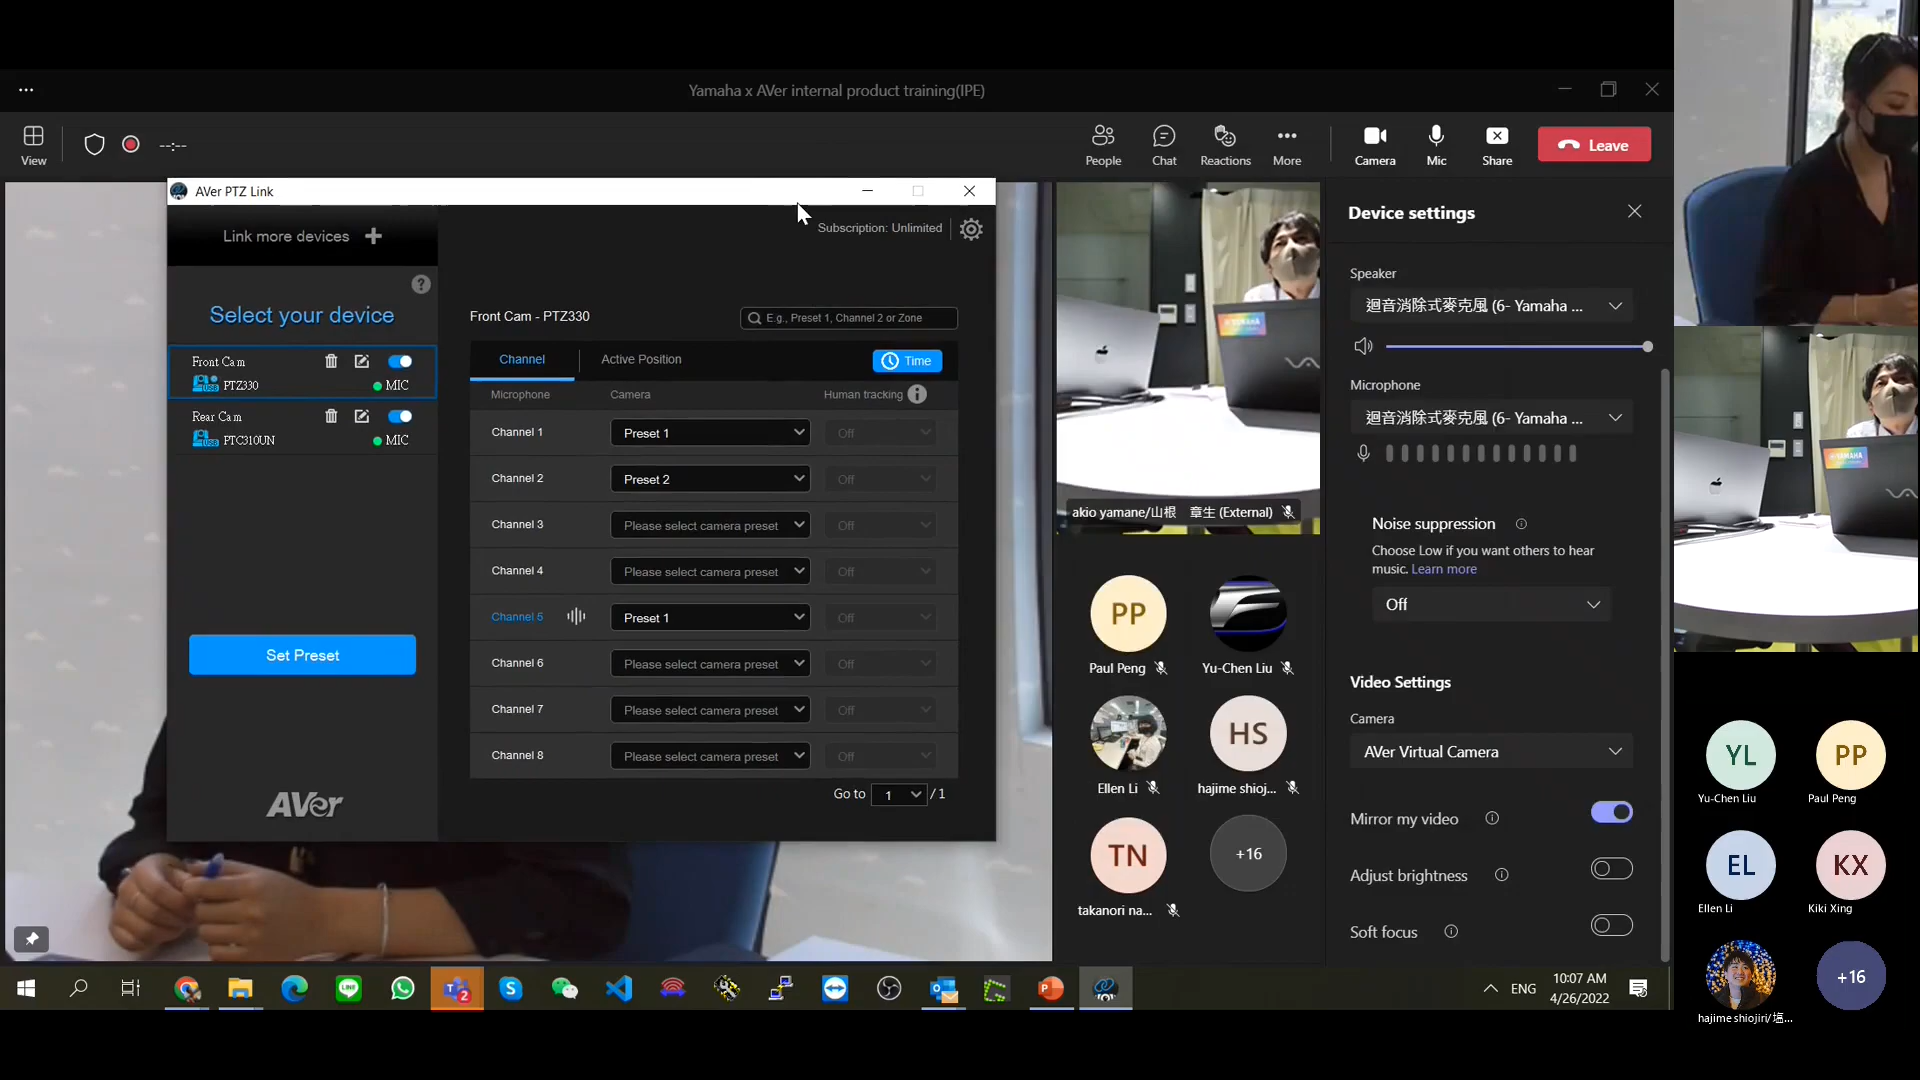 Yamaha x AVer internal product training(IPE)
View
--:--
People
Chat
Reactions
More
Camera
Mic
Share
Leave
AVer PTZ Link
Link more devices
Subscription: Unlimited
Select your device
Front Cam
PTZ330
MIC
Rear Cam
PTC310UN
MIC
Set Preset
AVer
Front Cam - PTZ330
E.g., Preset 1, Channel 2 or Zone
Channel
Active Position
Time
Microphone
Camera
Human tracking
Channel 1
Preset 1
Off
Channel 2
Preset 2
Off
Channel 3
Please select camera preset
Off
Channel 4
Please select camera preset
Off
Channel 5
Preset 1
Off
Channel 6
Please select camera preset
Off
Channel 7
Please select camera preset
Off
Channel 8
Please select camera preset
Off
Go to
1
/ 1
YAMAHA
akio yamane/山根 章生 (External)
PP
Paul Peng
Yu-Chen Liu
Ellen Li
HS
hajime shioj...
TN
takanori na...
+16
Device settings
Speaker
迴音消除式麥克風 (6- Yamaha ...
Microphone
迴音消除式麥克風 (6- Yamaha ...
Noise suppression
Choose Low if you want others to hear
music. Learn more
Off
Video Settings
Camera
AVer Virtual Camera
Mirror my video
Adjust brightness
Soft focus
YAMAHA
YL
Yu-Chen Liu
PP
Paul Peng
EL
Ellen Li
KX
Kiki Xing
hajime shiojiri/塩...
+16
ENG
10:07 AM
4/26/2022